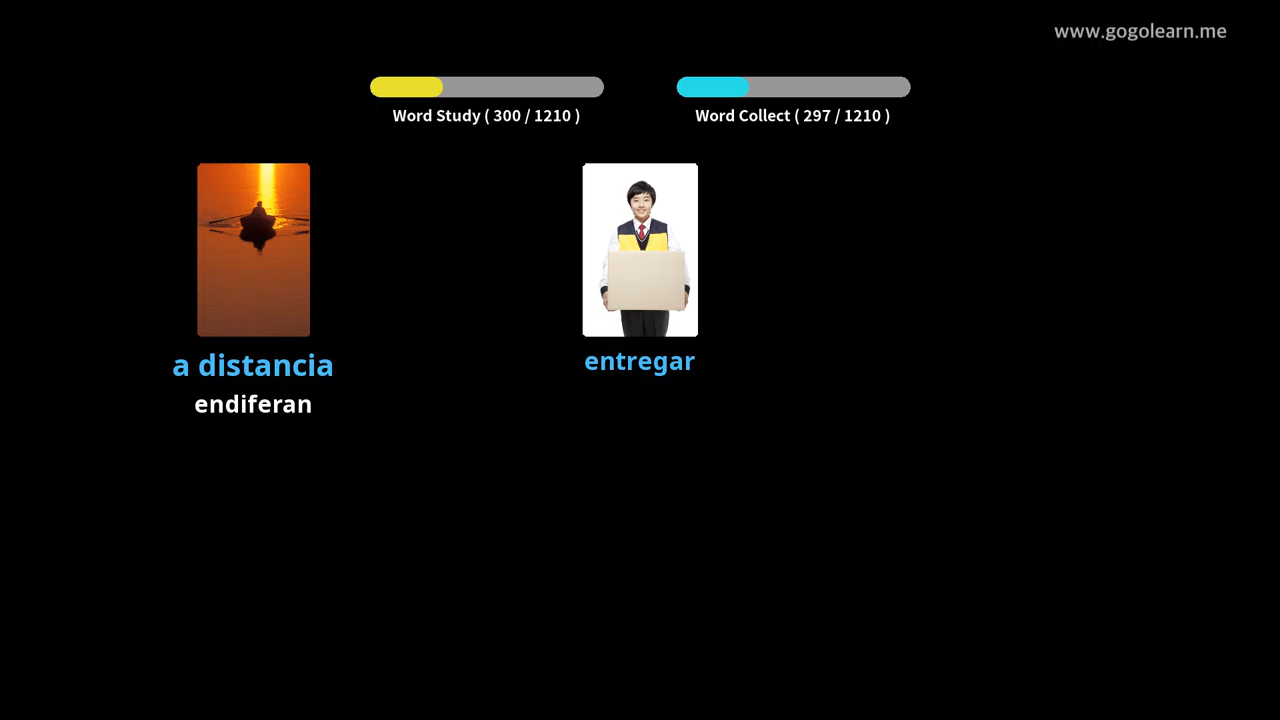 www.gogolearn.me
Word Study ( 300 / 1210 )
Word Collect ( 297 / 1210 )
a distancia
endiferan
entregar